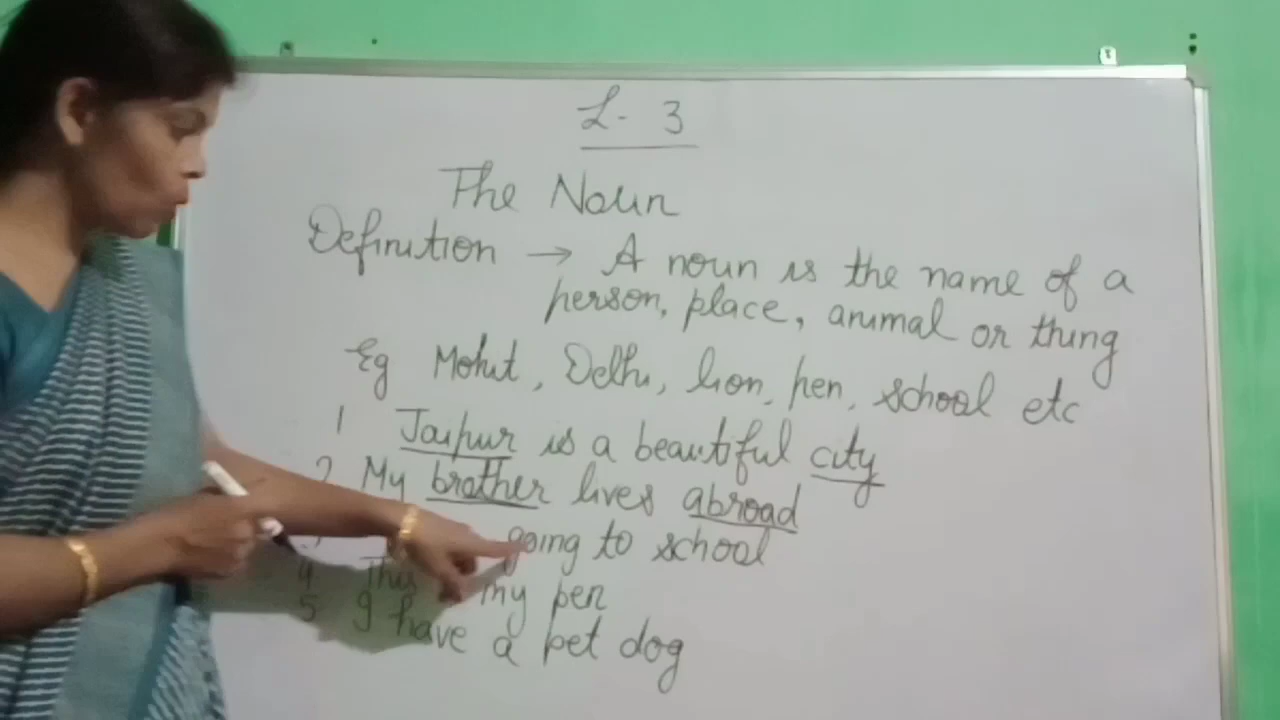 L- 3
The Noun
Definition → A noun is the name of a
person, place, animal or thing
Eg Mohit, Delhi, lion, pen, school etc
1 Jaipur is a beautiful city
2 My brother lives abroad
going to school
4 This my pen
5 I have a pet dog